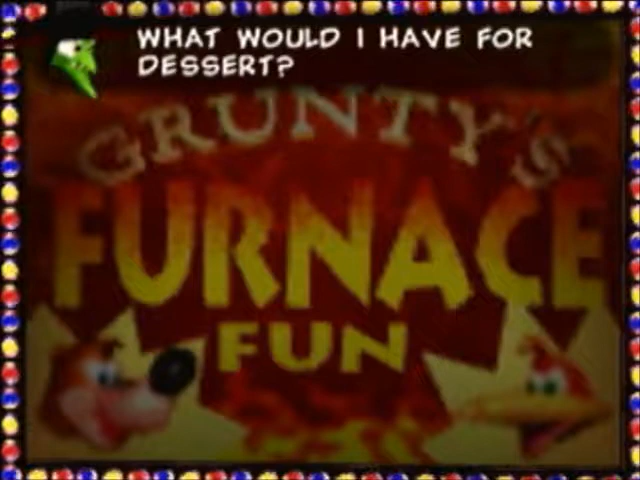 WHAT WOULD I HAVE FOR
DESSERT?
GRUNTY'S
FURNACE
FUN